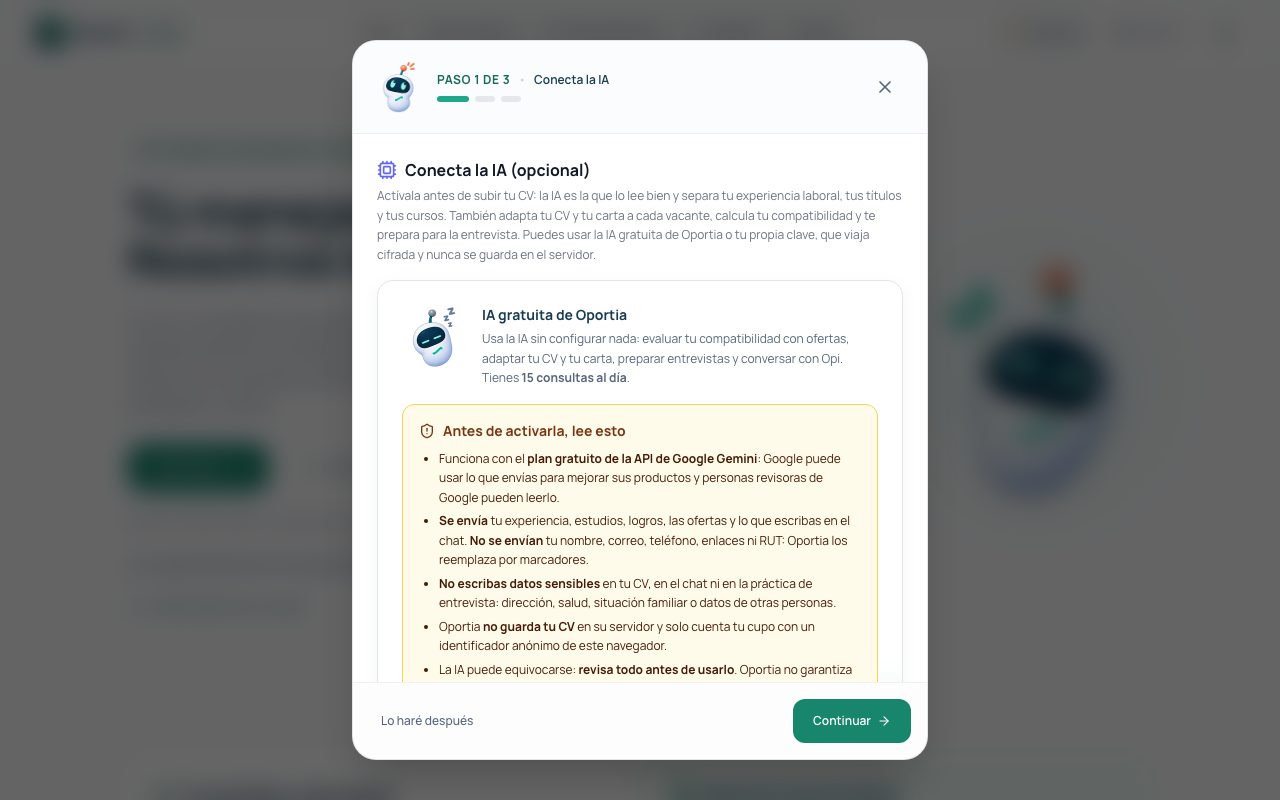 PASO 1 DE 3 • Conecta la IA
Conecta la IA (opcional)
Actívala antes de subir tu CV: la IA es la que lo lee bien y separa tu experiencia laboral, tus títulos
y tus cursos. También adapta tu CV y tu carta a cada vacante, calcula tu compatibilidad y te
prepara para la entrevista. Puedes usar la IA gratuita de Oportia o tu propia clave, que viaja
cifrada y nunca se guarda en el servidor.
IA gratuita de Oportia
Usa la IA sin configurar nada: evaluar tu compatibilidad con ofertas,
adaptar tu CV y tu carta, preparar entrevistas y conversar con Opi.
Tienes 15 consultas al día.
Antes de activarla, lee esto
• Funciona con el plan gratuito de la API de Google Gemini: Google puede
usar lo que envías para mejorar sus productos y personas revisoras de
Google pueden leerlo.
• Se envía tu experiencia, estudios, logros, las ofertas y lo que escribas en el
chat. No se envían tu nombre, correo, teléfono, enlaces ni RUT: Oportia los
reemplaza por marcadores.
• No escribas datos sensibles en tu CV, en el chat ni en la práctica de
entrevista: dirección, salud, situación familiar o datos de otras personas.
• Oportia no guarda tu CV en su servidor y solo cuenta tu cupo con un
identificador anónimo de este navegador.
• La IA puede equivocarse: revisa todo antes de usarlo. Oportia no garantiza
Lo haré después
Continuar →